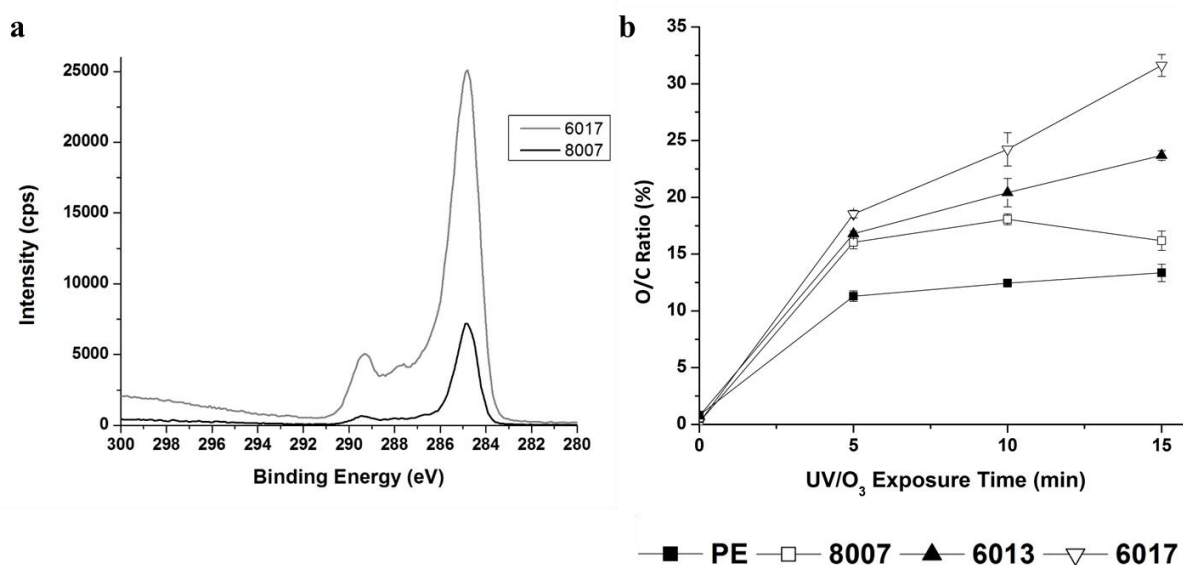 a
25000
20000
15000
10000
5000
0
Intensity (cps)
6017
8007
300 298 296 294 292 290 288 286 284 282 280
Binding Energy (eV)
b
35
30
25
20
15
10
5
0
O/C Ratio (%)
0 5 10 15
UV/O₃ Exposure Time (min)
PE 8007 6013 6017